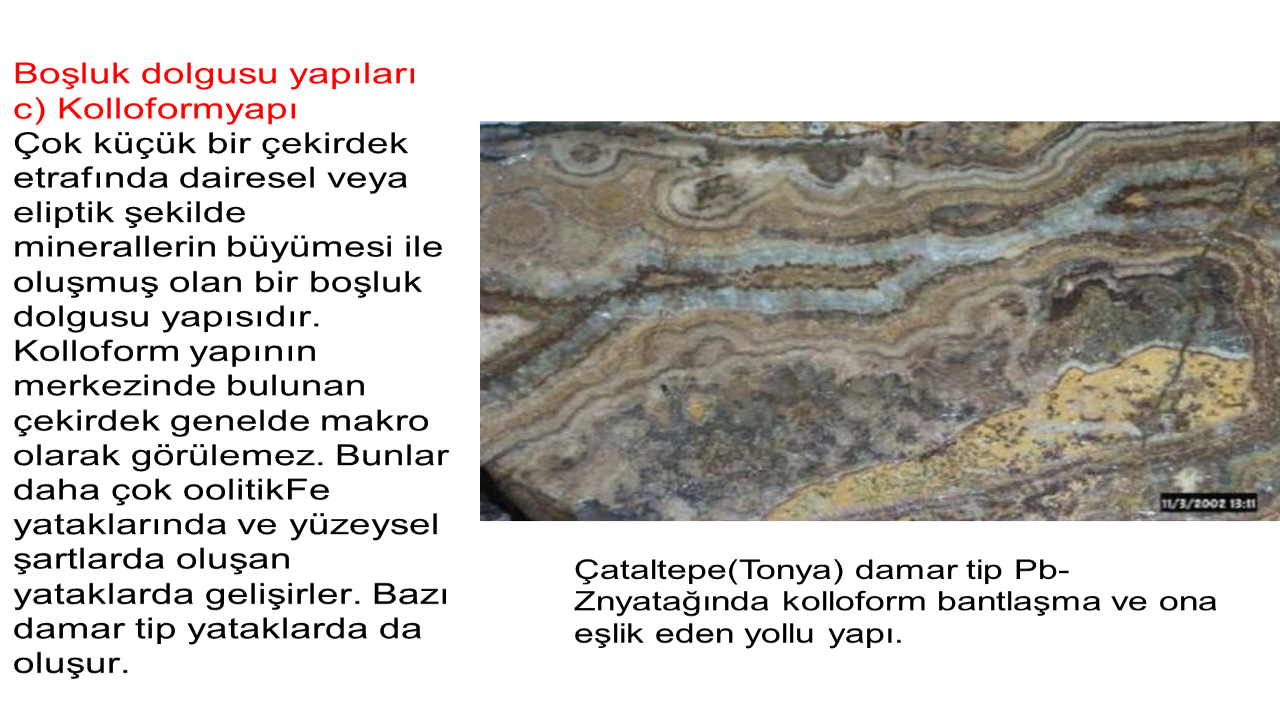 Boşluk dolgusu yapıları
c) Kolloformyapı
Çok küçük bir çekirdek
etrafında dairesel veya
eliptik şekilde
minerallerin büyümesi ile
oluşmuş olan bir boşluk
dolgusu yapısıdır.
Kolloform yapının
merkezinde bulunan
çekirdek genelde makro
olarak görülemez. Bunlar
daha çok oolitikFe
yataklarında ve yüzeysel
şartlarda oluşan
yataklarda gelişirler. Bazı
damar tip yataklarda da
oluşur.
11/3/2002 13:11
Çataltepe(Tonya) damar tip Pb-
Znyatağında kolloform bantlaşma ve ona
eşlik eden yollu yapı.